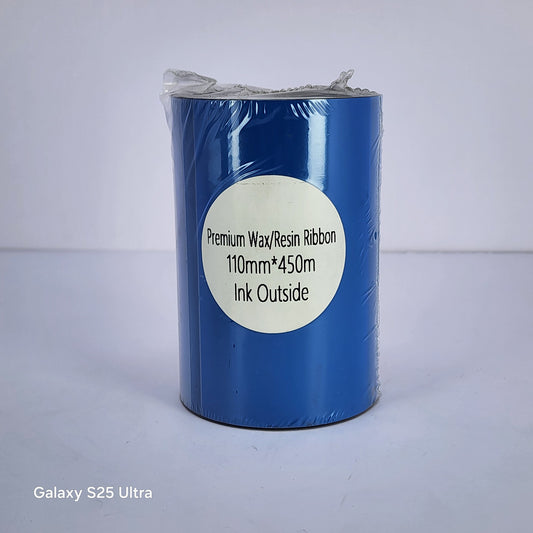 Premium Wax/Resin Ribbon
110mm*450m
Ink Outside
Galaxy S25 Ultra